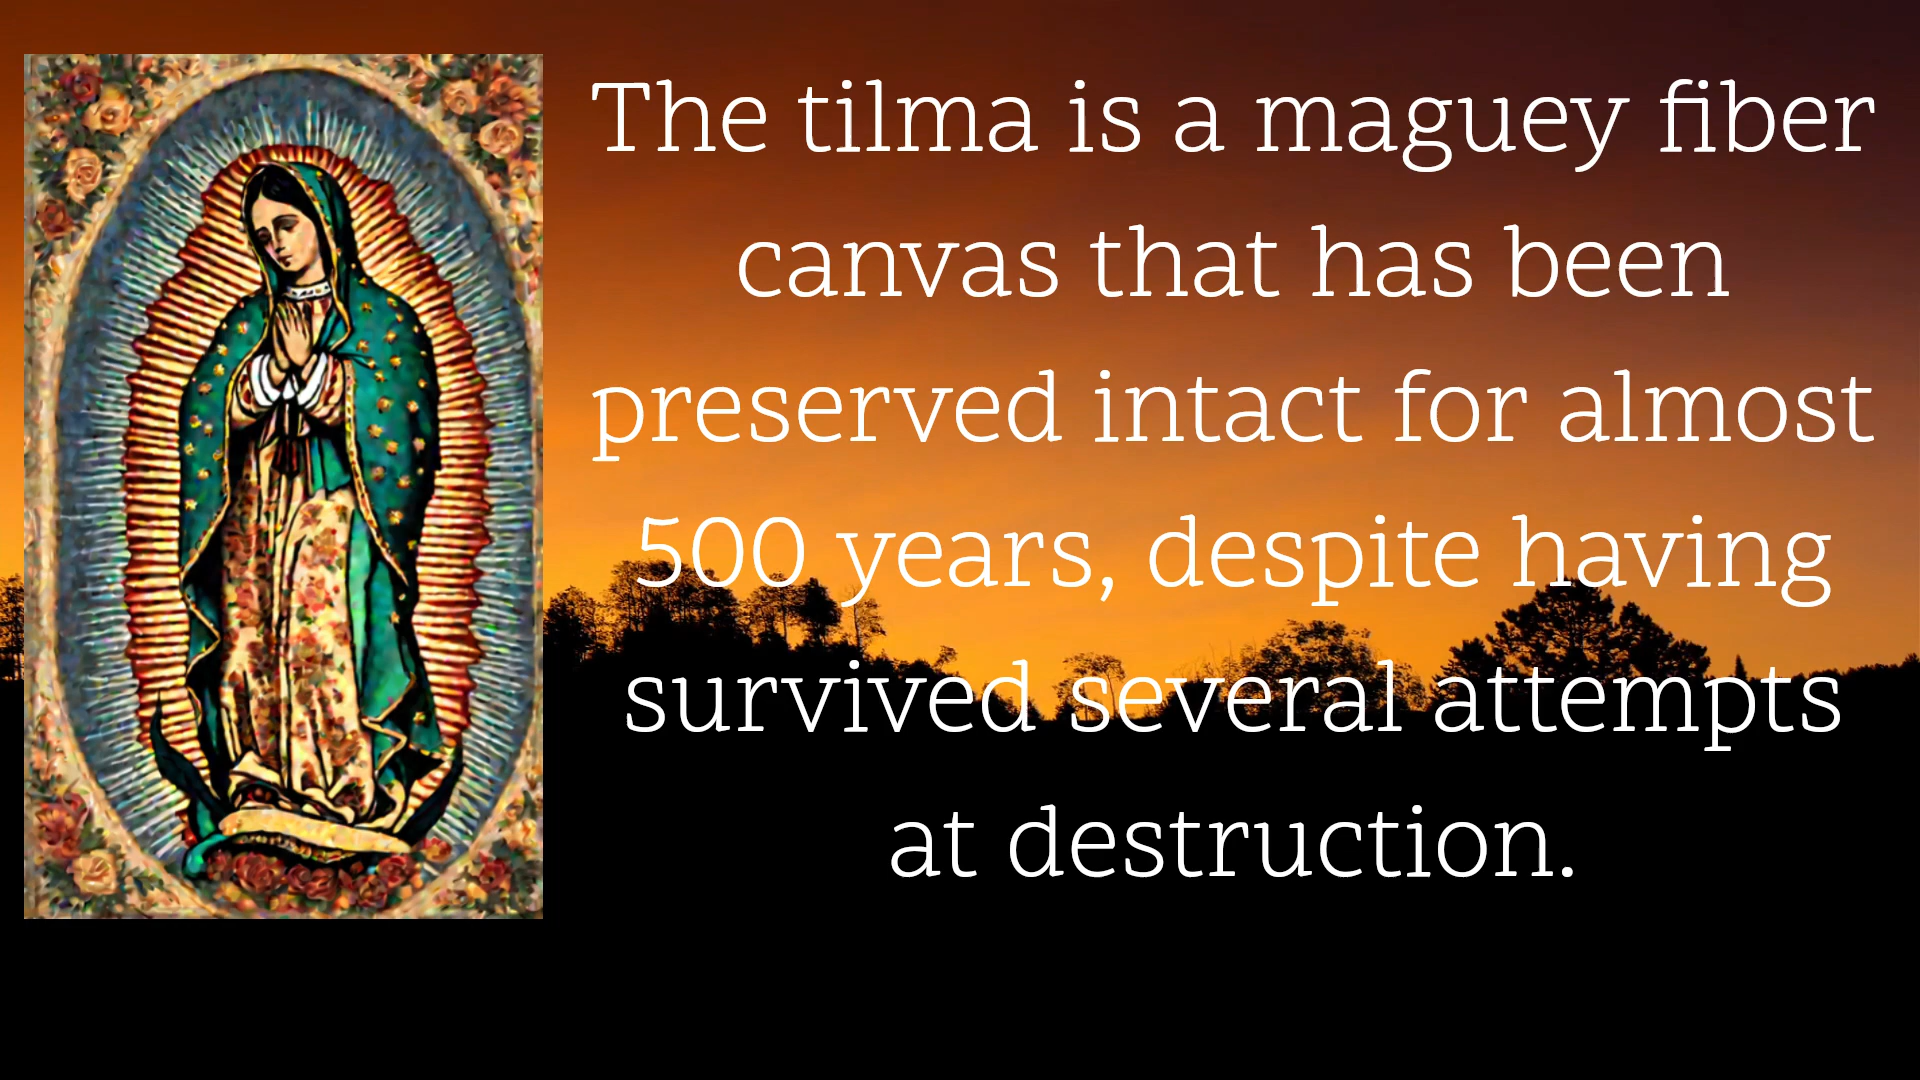 The tilma is a maguey fiber
canvas that has been
preserved intact for almost
500 years, despite having
survived several attempts
at destruction.